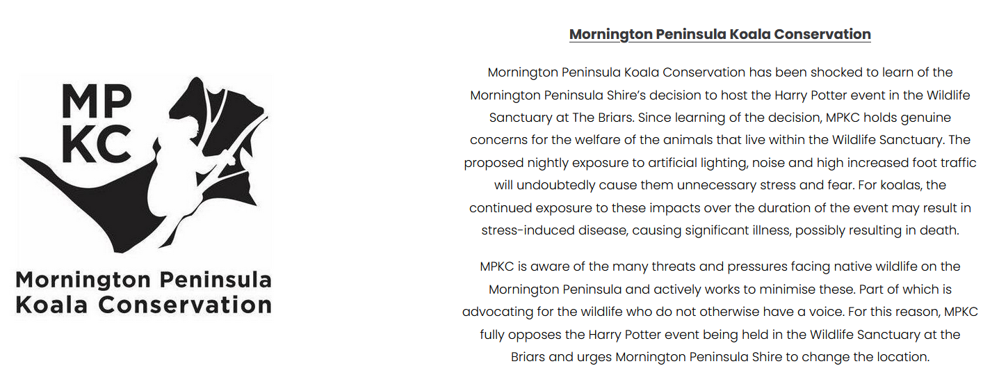 MP
KC
Mornington Peninsula
Koala Conservation
Mornington Peninsula Koala Conservation
Mornington Peninsula Koala Conservation has been shocked to learn of the
Mornington Peninsula Shire’s decision to host the Harry Potter event in the Wildlife
Sanctuary at The Briars. Since learning of the decision, MPKC holds genuine
concerns for the welfare of the animals that live within the Wildlife Sanctuary. The
proposed nightly exposure to artificial lighting, noise and high increased foot traffic
will undoubtedly cause them unnecessary stress and fear. For koalas, the
continued exposure to these impacts over the duration of the event may result in
stress-induced disease, causing significant illness, possibly resulting in death.
MPKC is aware of the many threats and pressures facing native wildlife on the
Mornington Peninsula and actively works to minimise these. Part of which is
advocating for the wildlife who do not otherwise have a voice. For this reason, MPKC
fully opposes the Harry Potter event being held in the Wildlife Sanctuary at the
Briars and urges Mornington Peninsula Shire to change the location.